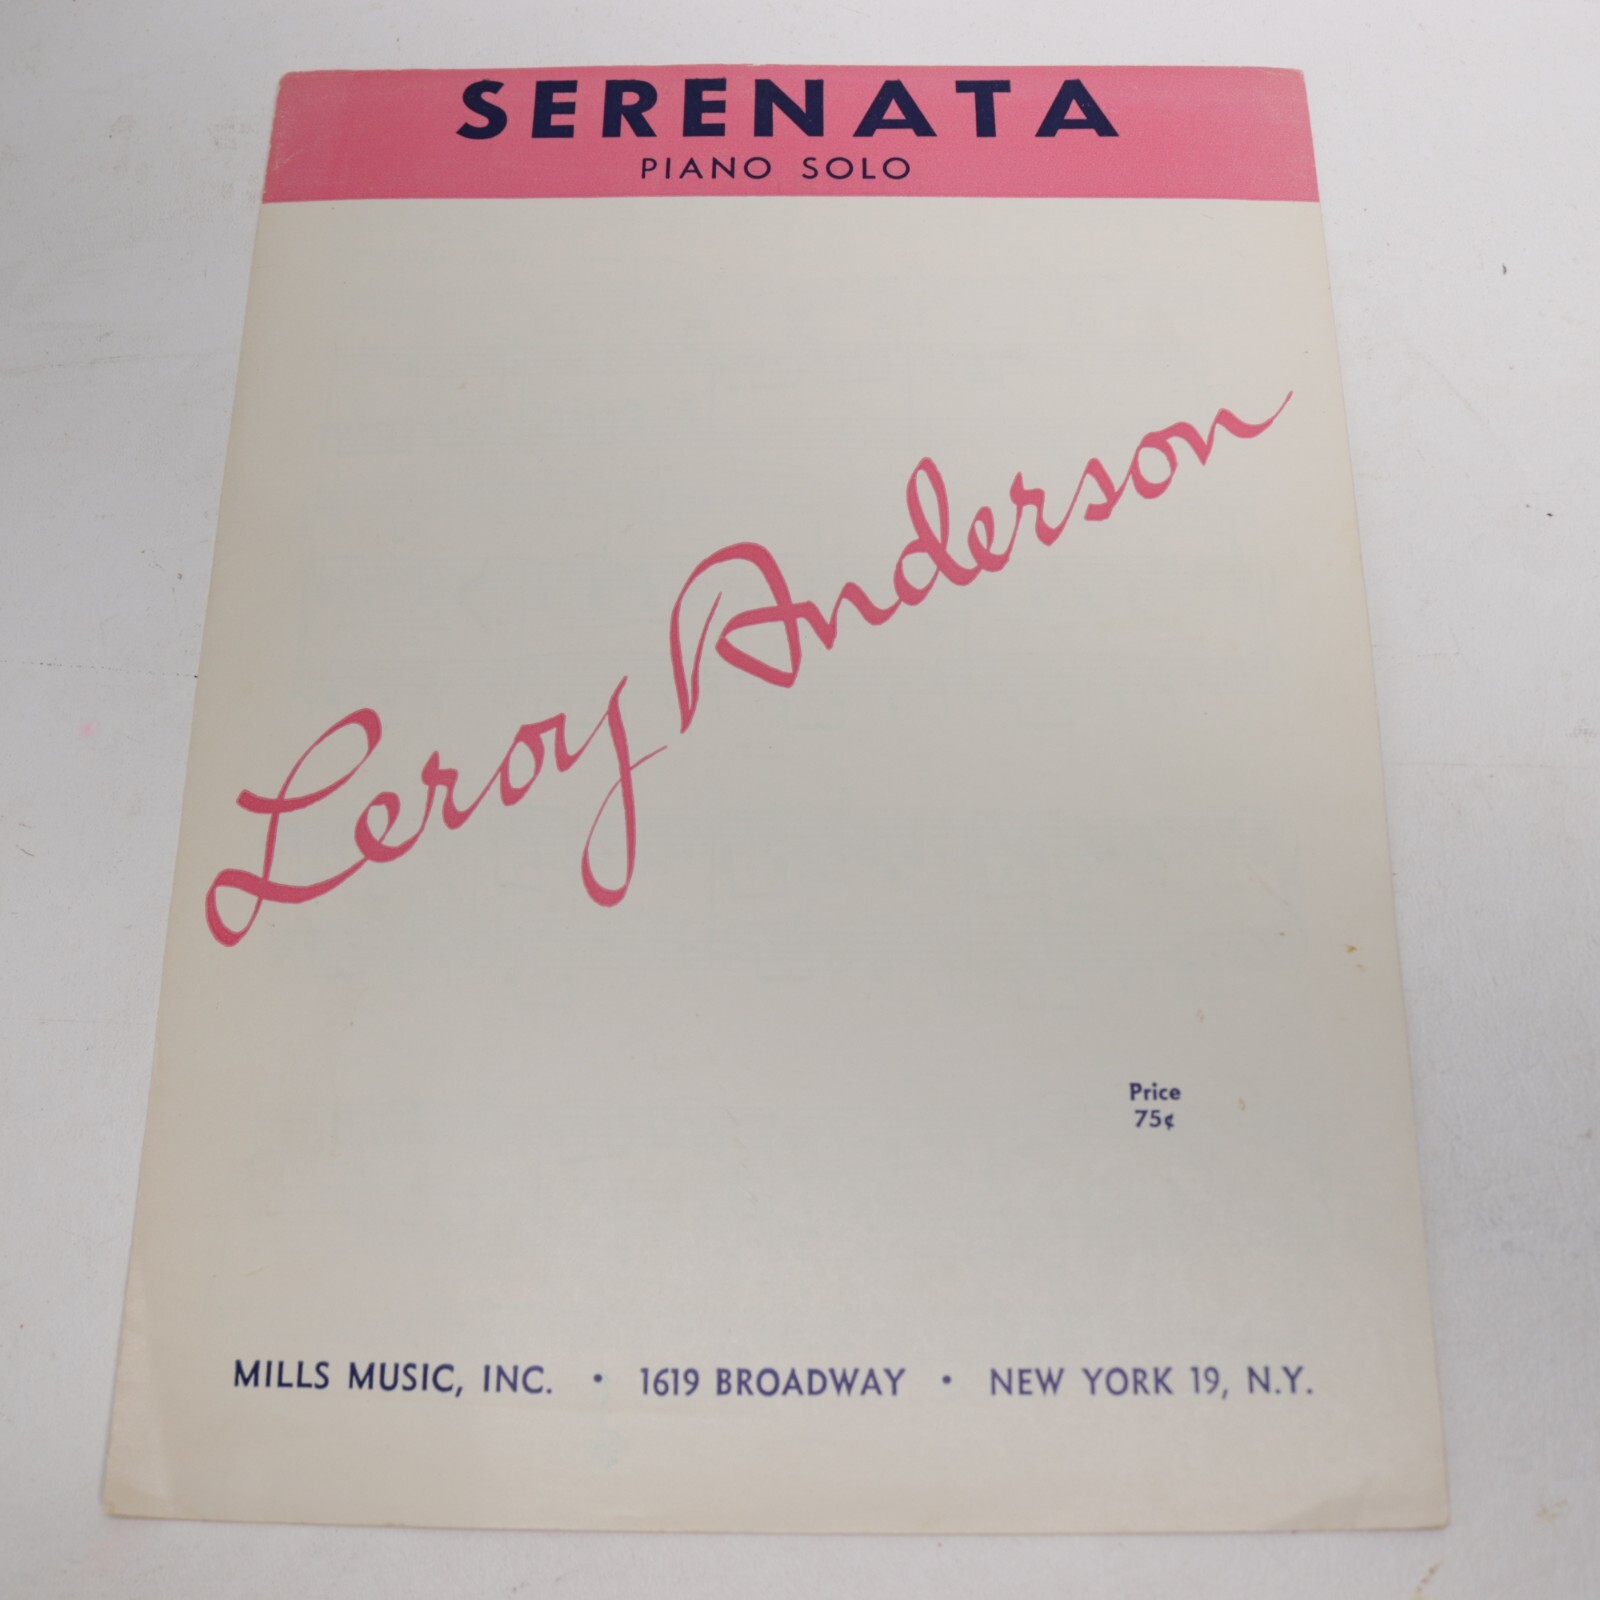 SERENATA
PIANO SOLO
Leroy Anderson
Price
75¢
MILLS MUSIC, INC. • 1619 BROADWAY • NEW YORK 19, N.Y.